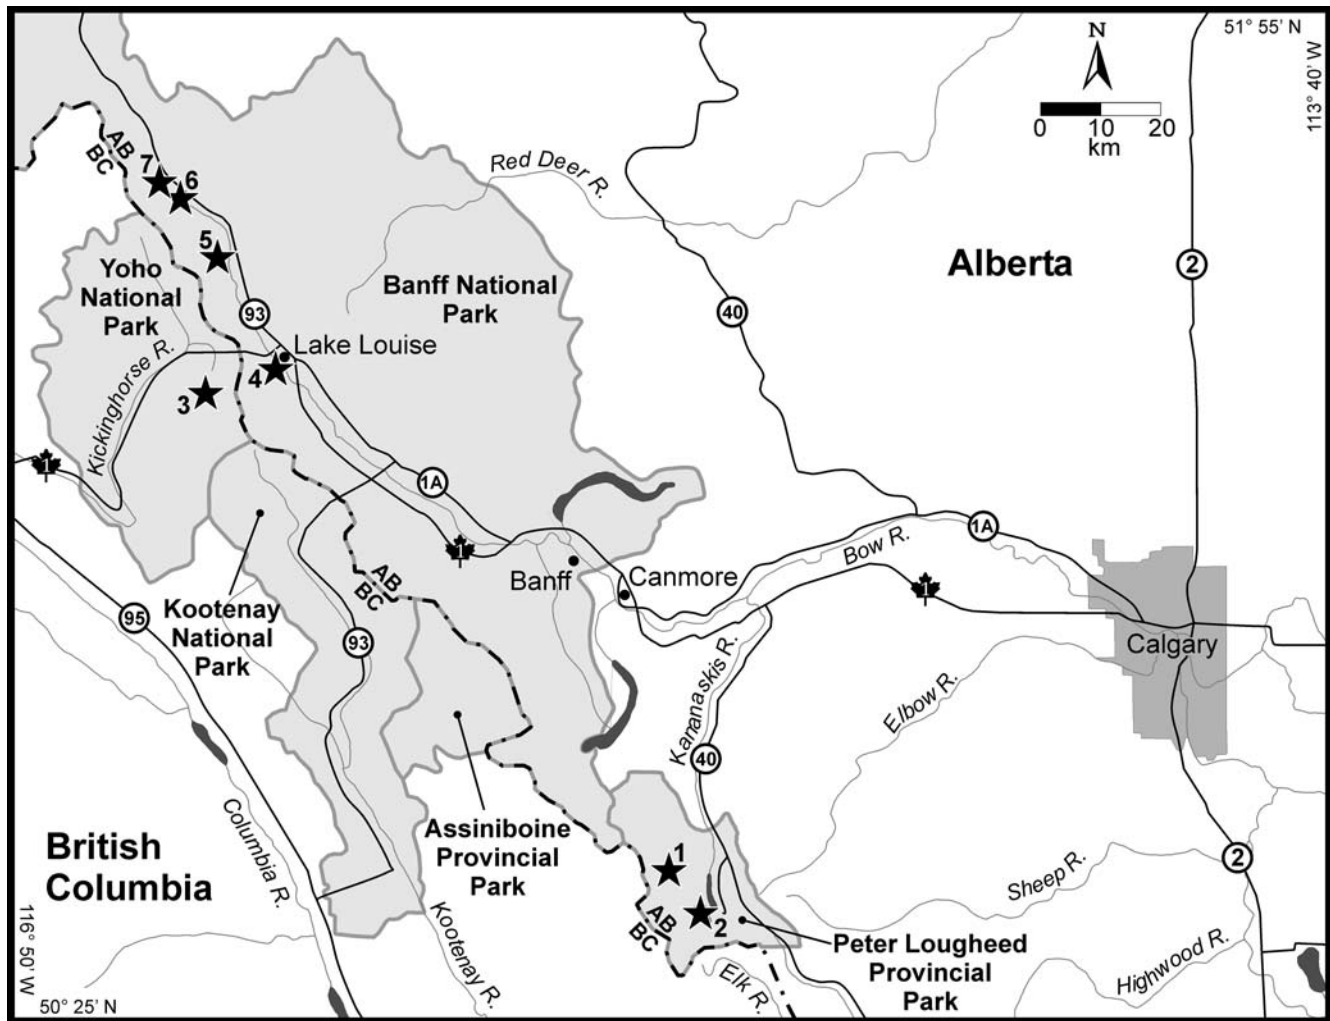 51° 55' N
113° 40' W
N
0 10 20
km
AB
BC
7
6
5
Red Deer R.
Yoho
National
Park
Banff National
Park
Alberta
2
93
40
Lake Louise
4
3
Kickinghorse R.
1
1A
1A
1
Bow R.
Banff
Canmore
1
AB
BC
Kootenay
National
Park
95
93
Calgary
Kananaskis R.
Elbow R.
40
Assiniboine
Provincial
Park
British
Columbia
Columbia R.
Kootenay R.
1
2
AB
BC
2
Sheep R.
Peter Lougheed
Provincial
Park
Highwood R.
Elk R.
116° 50' W
50° 25' N